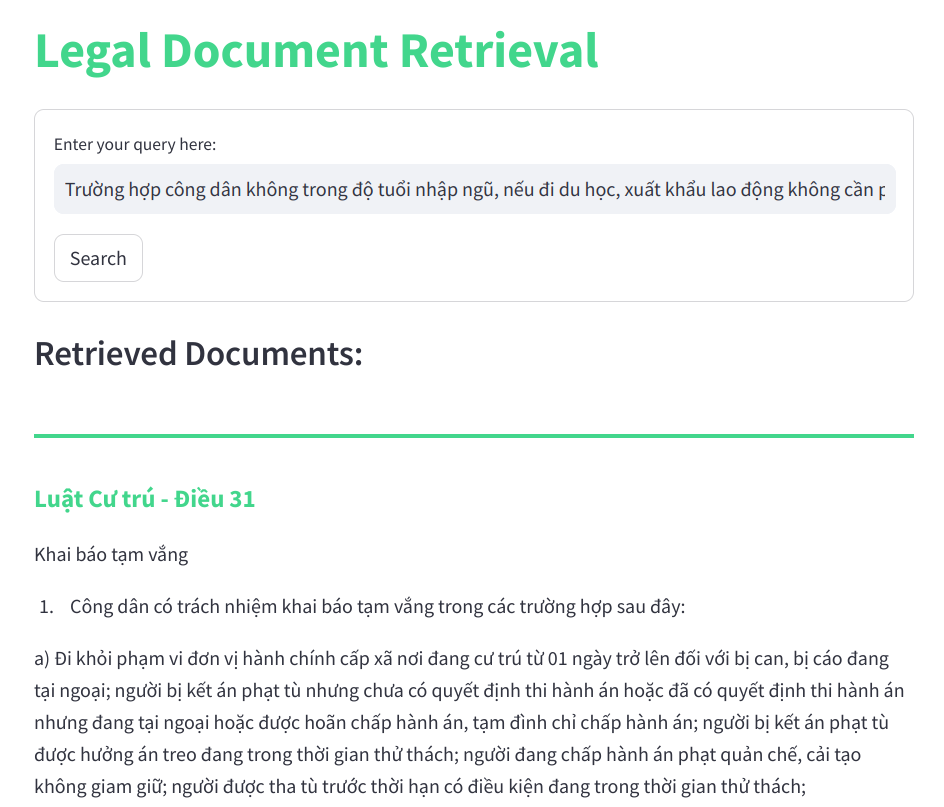 Legal Document Retrieval
Enter your query here:
Trường hợp công dân không trong độ tuổi nhập ngũ, nếu đi du học, xuất khẩu lao động không cần
Search
Retrieved Documents:
Luật Cư trú - Điều 31
Khai báo tạm vắng
1. Công dân có trách nhiệm khai báo tạm vắng trong các trường hợp sau đây:
a) Đi khỏi phạm vi đơn vị hành chính cấp xã nơi đang cư trú từ 01 ngày trở lên đối với bị can, bị cáo đang
tại ngoại; người bị kết án phạt tù nhưng chưa có quyết định thi hành án hoặc đã có quyết định thi hành án
nhưng đang tại ngoại hoặc được hoãn chấp hành án, tạm đình chỉ chấp hành án; người bị kết án phạt tù
được hưởng án treo đang trong thời gian thử thách; người đang chấp hành án phạt quản chế, cải tạo
không giam giữ; người được tha tù trước thời hạn có điều kiện đang trong thời gian thử thách;